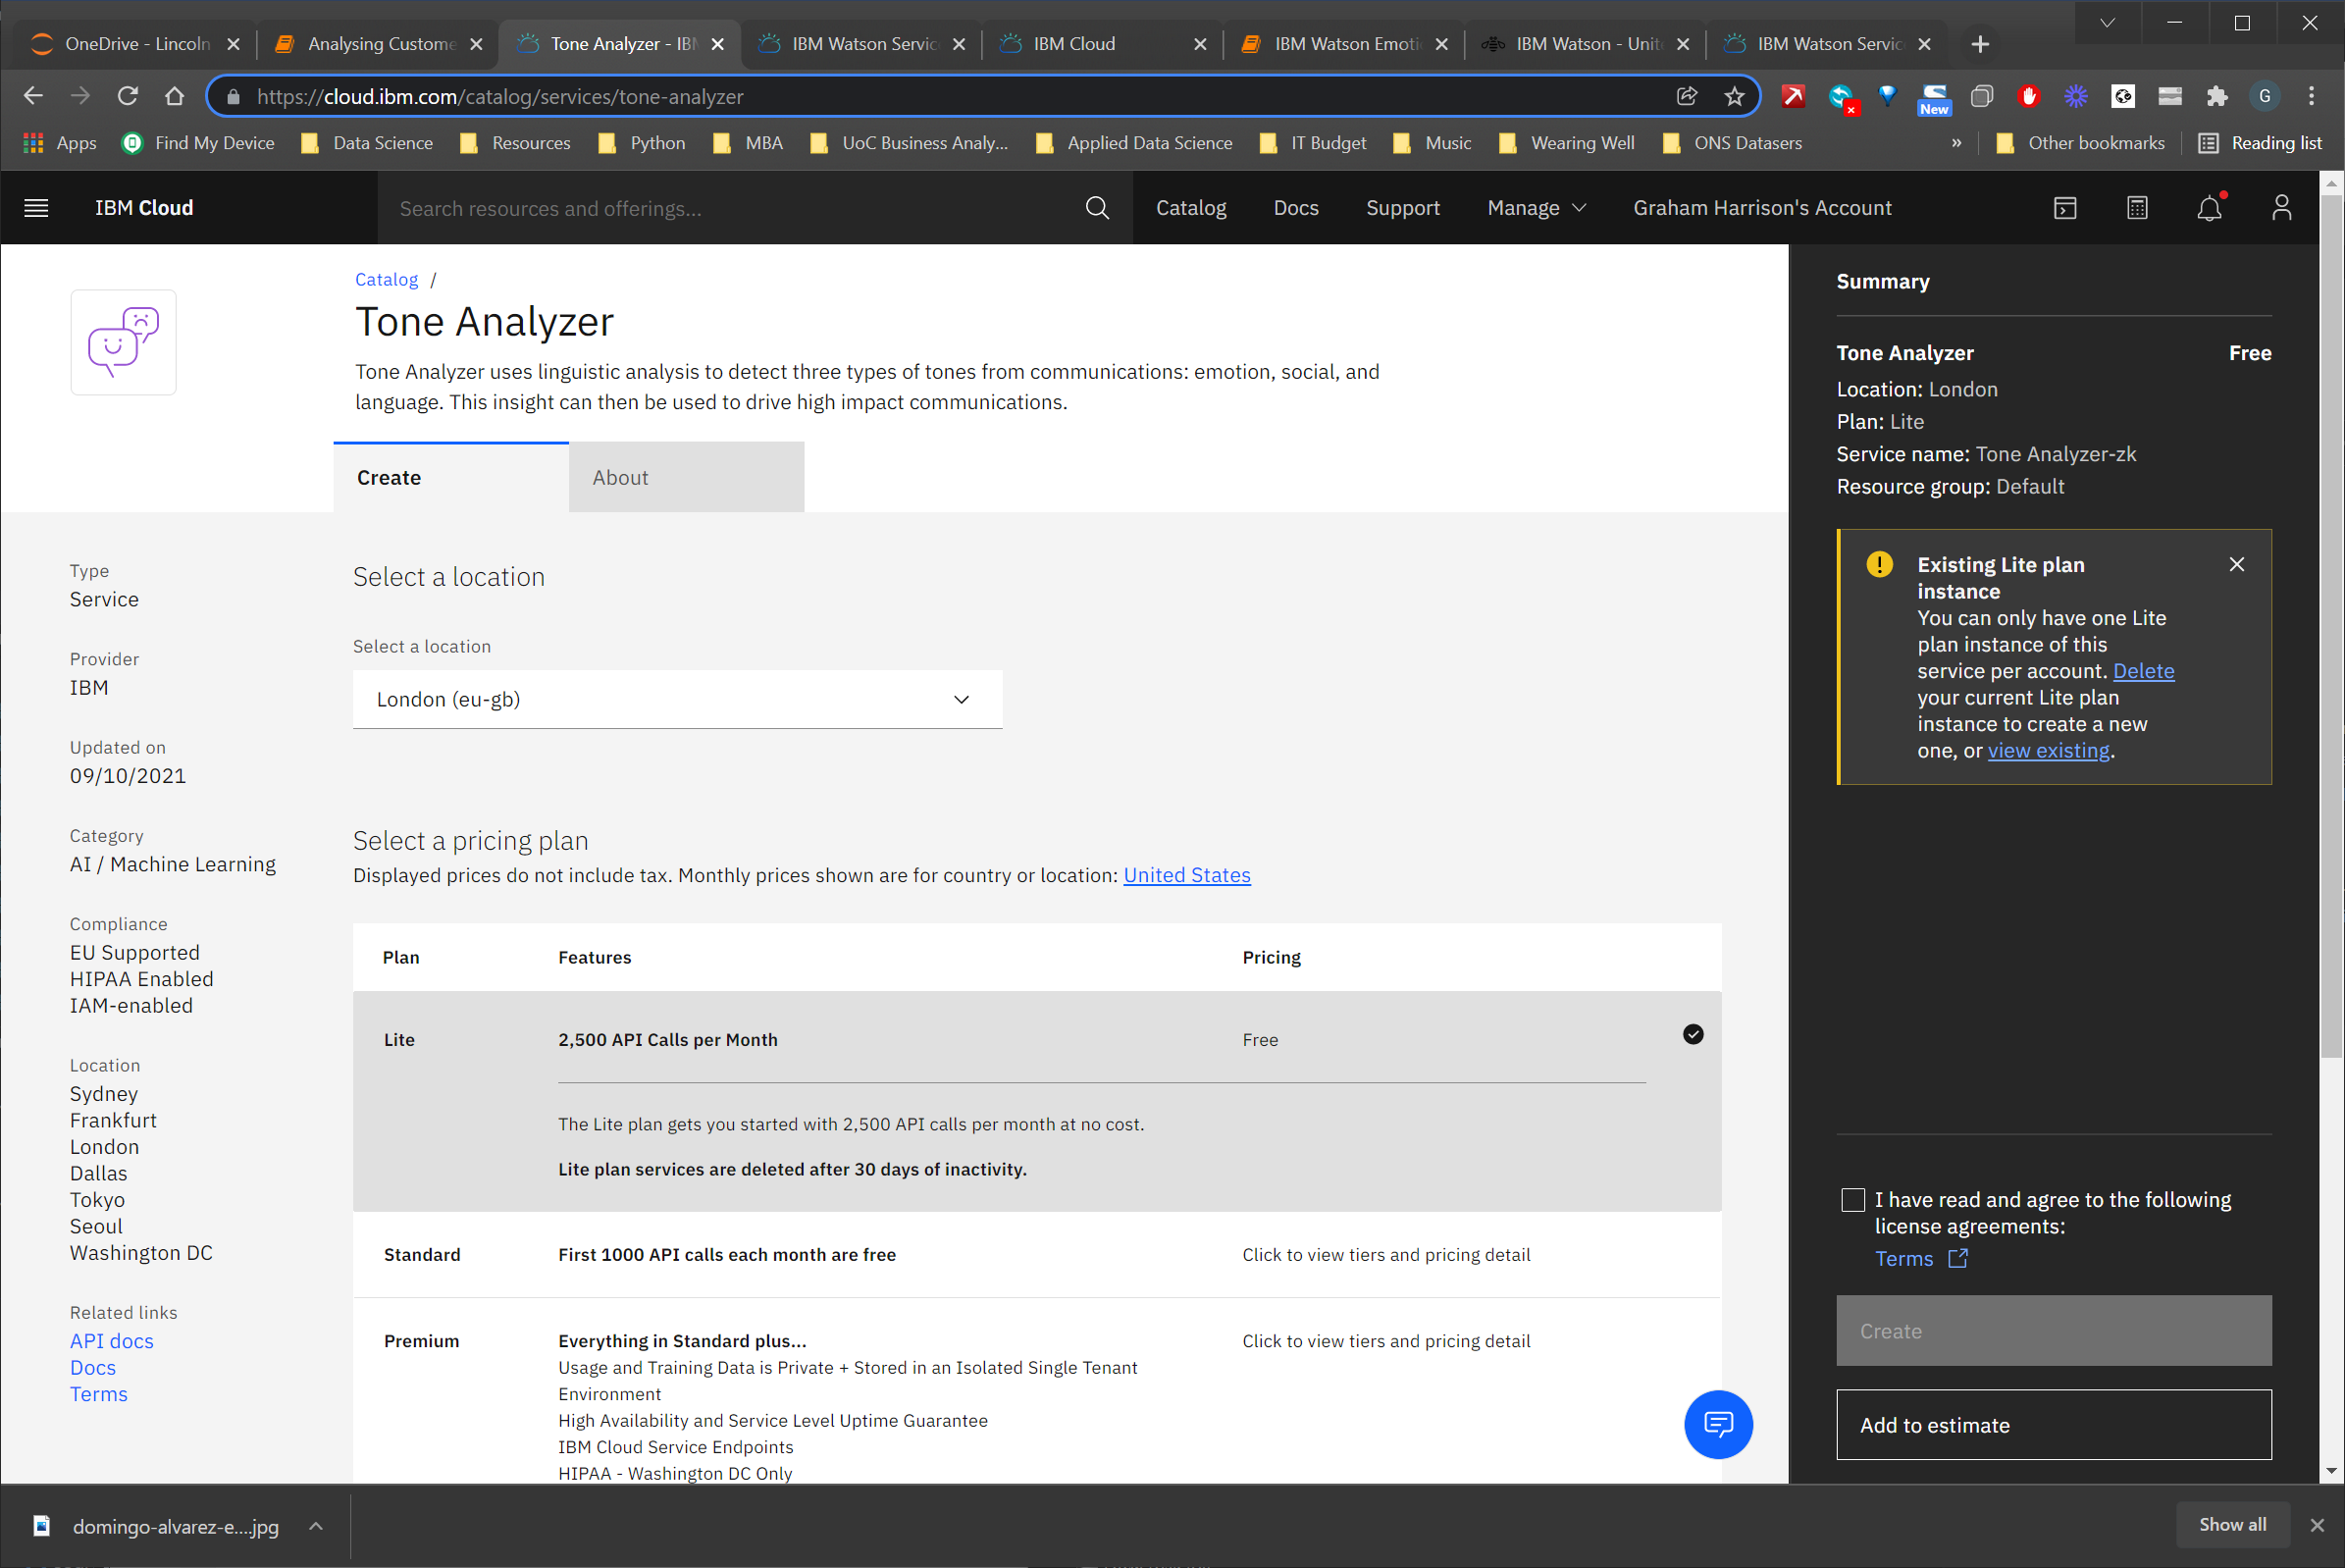 OneDrive - Lincoln
Analysing Custome
Tone Analyzer - IBM
IBM Watson Servic
IBM Cloud
IBM Watson Emoti
IBM Watson - Unit
IBM Watson Servic
https://cloud.ibm.com/catalog/services/tone-analyzer
New
G
Apps
Find My Device
Data Science
Resources
Python
MBA
UoC Business Analy...
Applied Data Science
IT Budget
Music
Wearing Well
ONS Datasers
»
Other bookmarks
Reading list
IBM Cloud
Search resources and offerings...
Catalog
Docs
Support
Manage
Graham Harrison's Account
Catalog /
Tone Analyzer
Tone Analyzer uses linguistic analysis to detect three types of tones from communications: emotion, social, and
language. This insight can then be used to drive high impact communications.
Create
About
Type
Service
Provider
IBM
Updated on
09/10/2021
Category
AI / Machine Learning
Compliance
EU Supported
HIPAA Enabled
IAM-enabled
Location
Sydney
Frankfurt
London
Dallas
Tokyo
Seoul
Washington DC
Related links
API docs
Docs
Terms
Select a location
Select a location
London (eu-gb)
Select a pricing plan
Displayed prices do not include tax. Monthly prices shown are for country or location: United States
Plan Features Pricing
Lite 2,500 API Calls per Month Free
The Lite plan gets you started with 2,500 API calls per month at no cost.
Lite plan services are deleted after 30 days of inactivity.
Standard First 1000 API calls each month are free Click to view tiers and pricing detail
Premium Everything in Standard plus... Click to view tiers and pricing detail
Usage and Training Data is Private + Stored in an Isolated Single Tenant
Environment
High Availability and Service Level Uptime Guarantee
IBM Cloud Service Endpoints
HIPAA - Washington DC Only
Summary
Tone Analyzer Free
Location: London
Plan: Lite
Service name: Tone Analyzer-zk
Resource group: Default
Existing Lite plan
instance
You can only have one Lite
plan instance of this
service per account. Delete
your current Lite plan
instance to create a new
one, or view existing.
I have read and agree to the following
license agreements:
Terms
Create
Add to estimate
domingo-alvarez-e....jpg
Show all